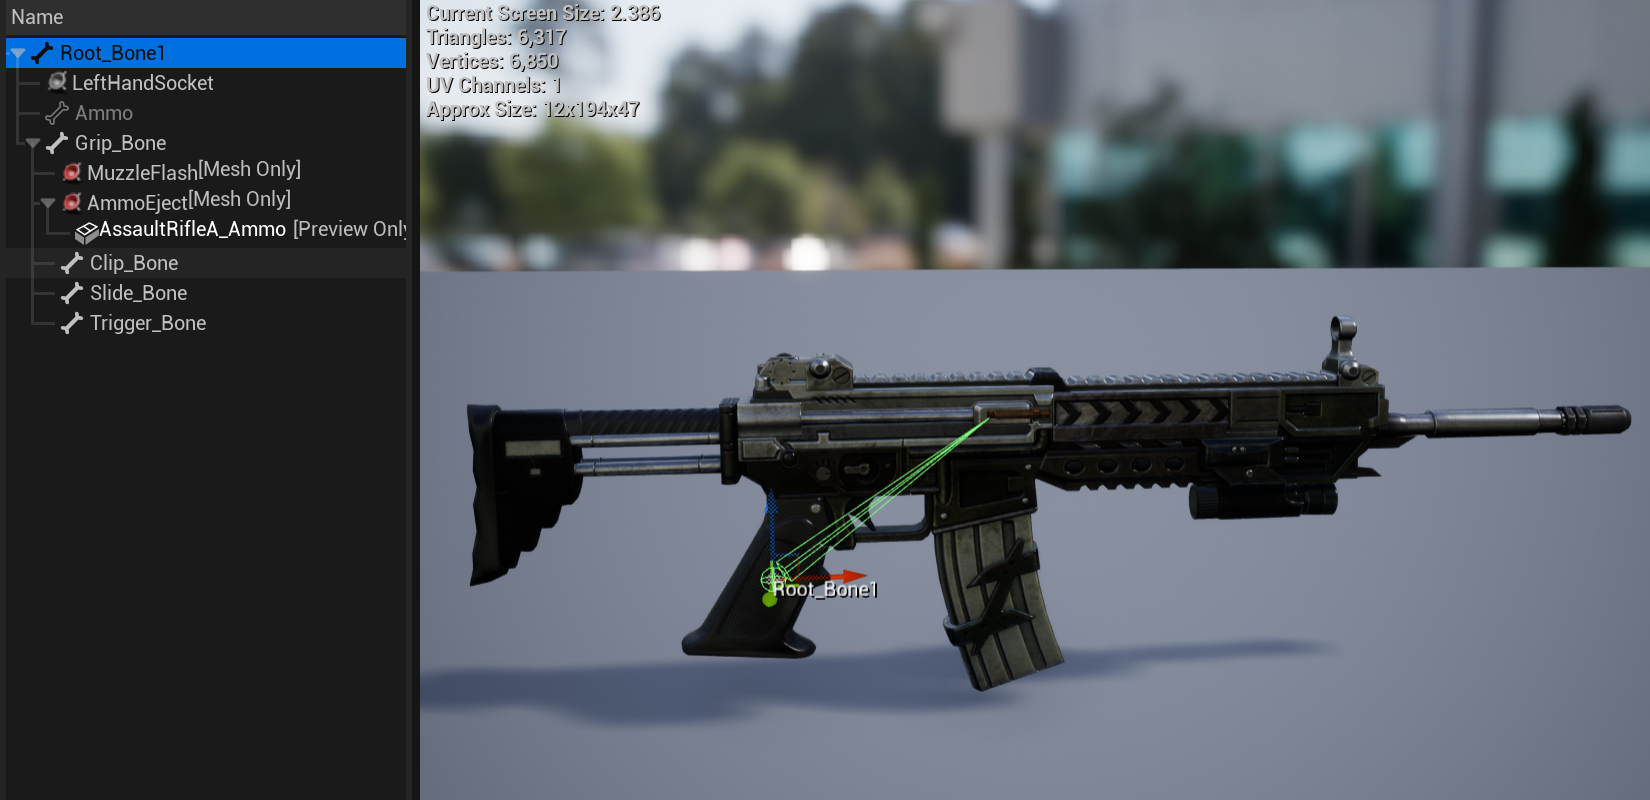 Name
Root_Bone1
LeftHandSocket
Ammo
Grip_Bone
MuzzleFlash[Mesh Only]
AmmoEject[Mesh Only]
AssaultRifleA_Ammo [Preview Only
Clip_Bone
Slide_Bone
Trigger_Bone
Current Screen Size: 2.386
Triangles: 6,317
Vertices: 6,850
UV Channels: 1
Approx Size: 12x194x47
Root_Bone1